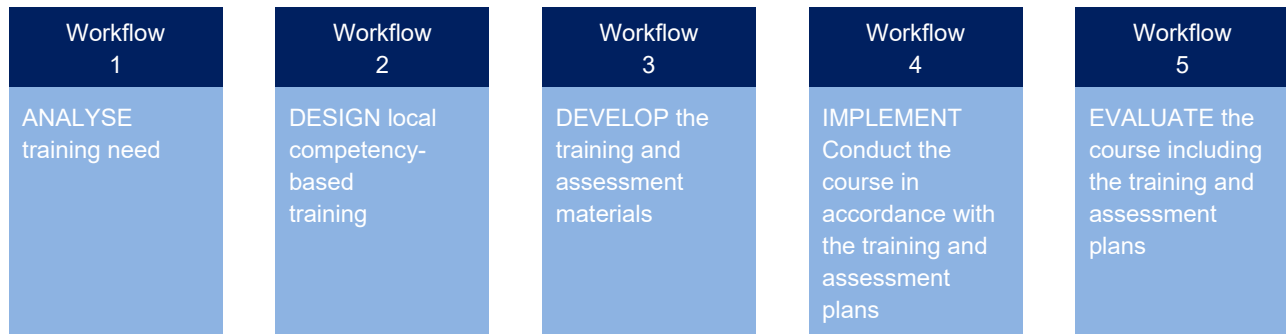 Workflow
1
ANALYSE
training need
Workflow
2
DESIGN local
competency-
based
training
Workflow
3
DEVELOP the
training and
assessment
materials
Workflow
4
IMPLEMENT
Conduct the
course in
accordance with
the training and
assessment
plans
Workflow
5
EVALUATE the
course including
the training and
assessment
plans